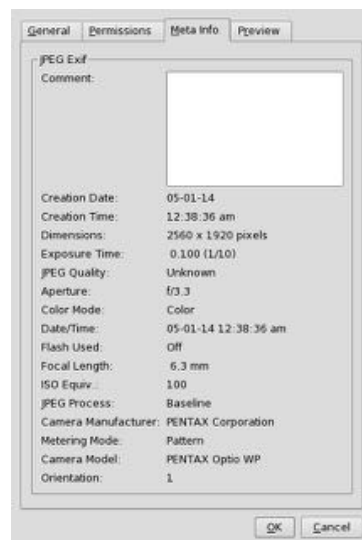 General Permissions Meta Info Preview
JPEG Exif
Comment:
Creation Date: 05-01-14
Creation Time: 12:38:36 am
Dimensions: 2560 x 1920 pixels
Exposure Time: 0.100 (1/10)
JPEG Quality: Unknown
Aperture: f/3.3
Color Mode: Color
Date/Time: 05-01-14 12:38:36 am
Flash Used: Off
Focal Length: 6.3 mm
ISO Equiv.: 100
JPEG Process: Baseline
Camera Manufacturer: PENTAX Corporation
Metering Mode: Pattern
Camera Model: PENTAX Optio WP
Orientation: 1
OK Cancel